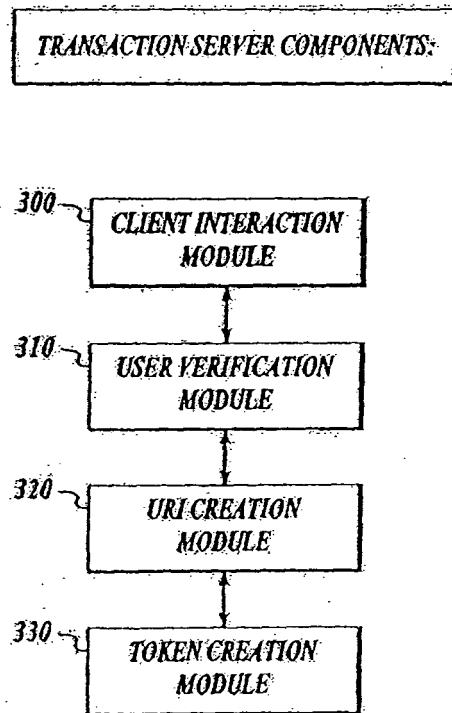 TRANSACTION SERVER COMPONENTS:
300
CLIENT INTERACTION
MODULE
310
USER VERIFICATION
MODULE
320
URI CREATION
MODULE
330
TOKEN CREATION
MODULE